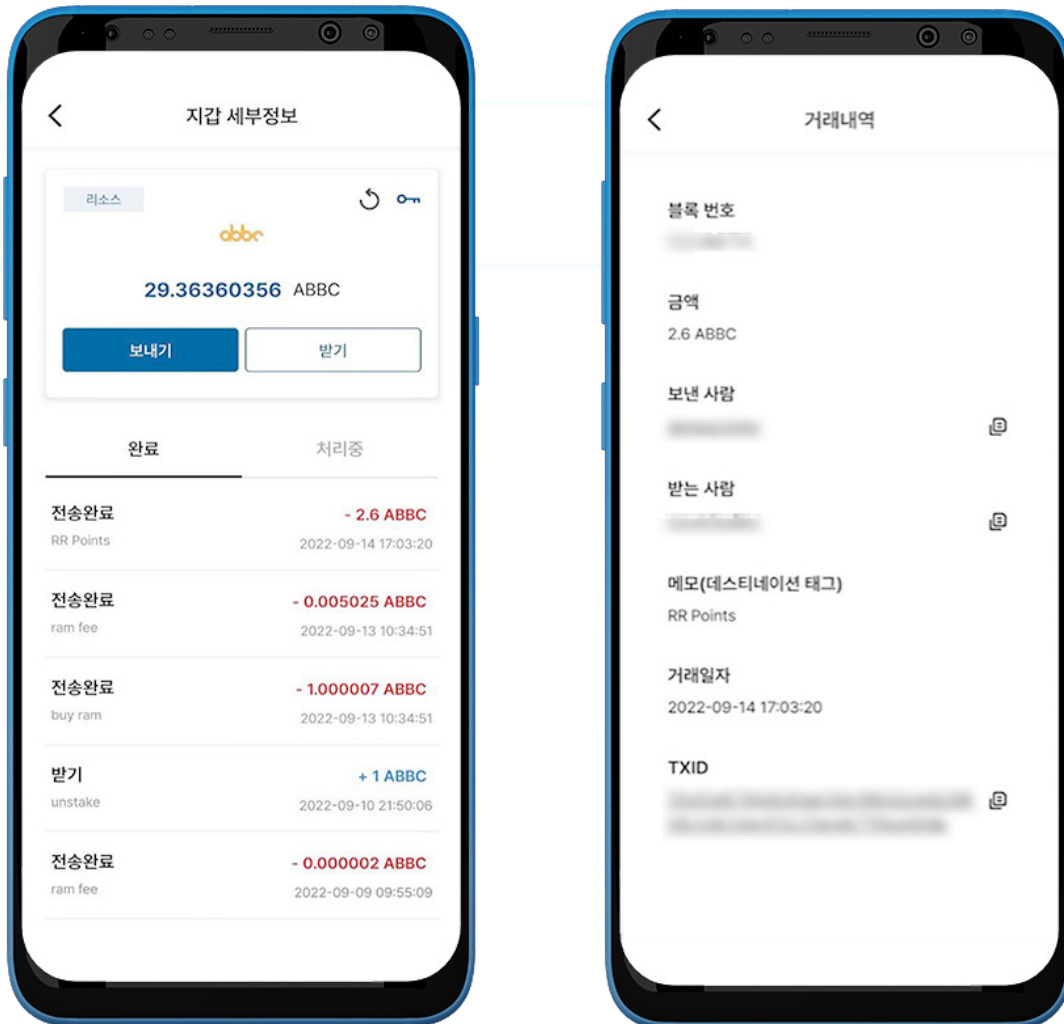 지갑 세부정보
리소스
abbc
29.36360356 ABBC
보내기
받기
완료
처리중
전송완료
- 2.6 ABBC
RR Points
2022-09-14 17:03:20
전송완료
- 0.005025 ABBC
ram fee
2022-09-13 10:34:51
전송완료
- 1.000007 ABBC
buy ram
2022-09-13 10:34:51
받기
+ 1 ABBC
unstake
2022-09-10 21:50:06
전송완료
- 0.000002 ABBC
ram fee
2022-09-09 09:55:09
거래내역
블록 번호
금액
2.6 ABBC
보낸 사람
받는 사람
메모(데스티네이션 태그)
RR Points
거래일자
2022-09-14 17:03:20
TXID